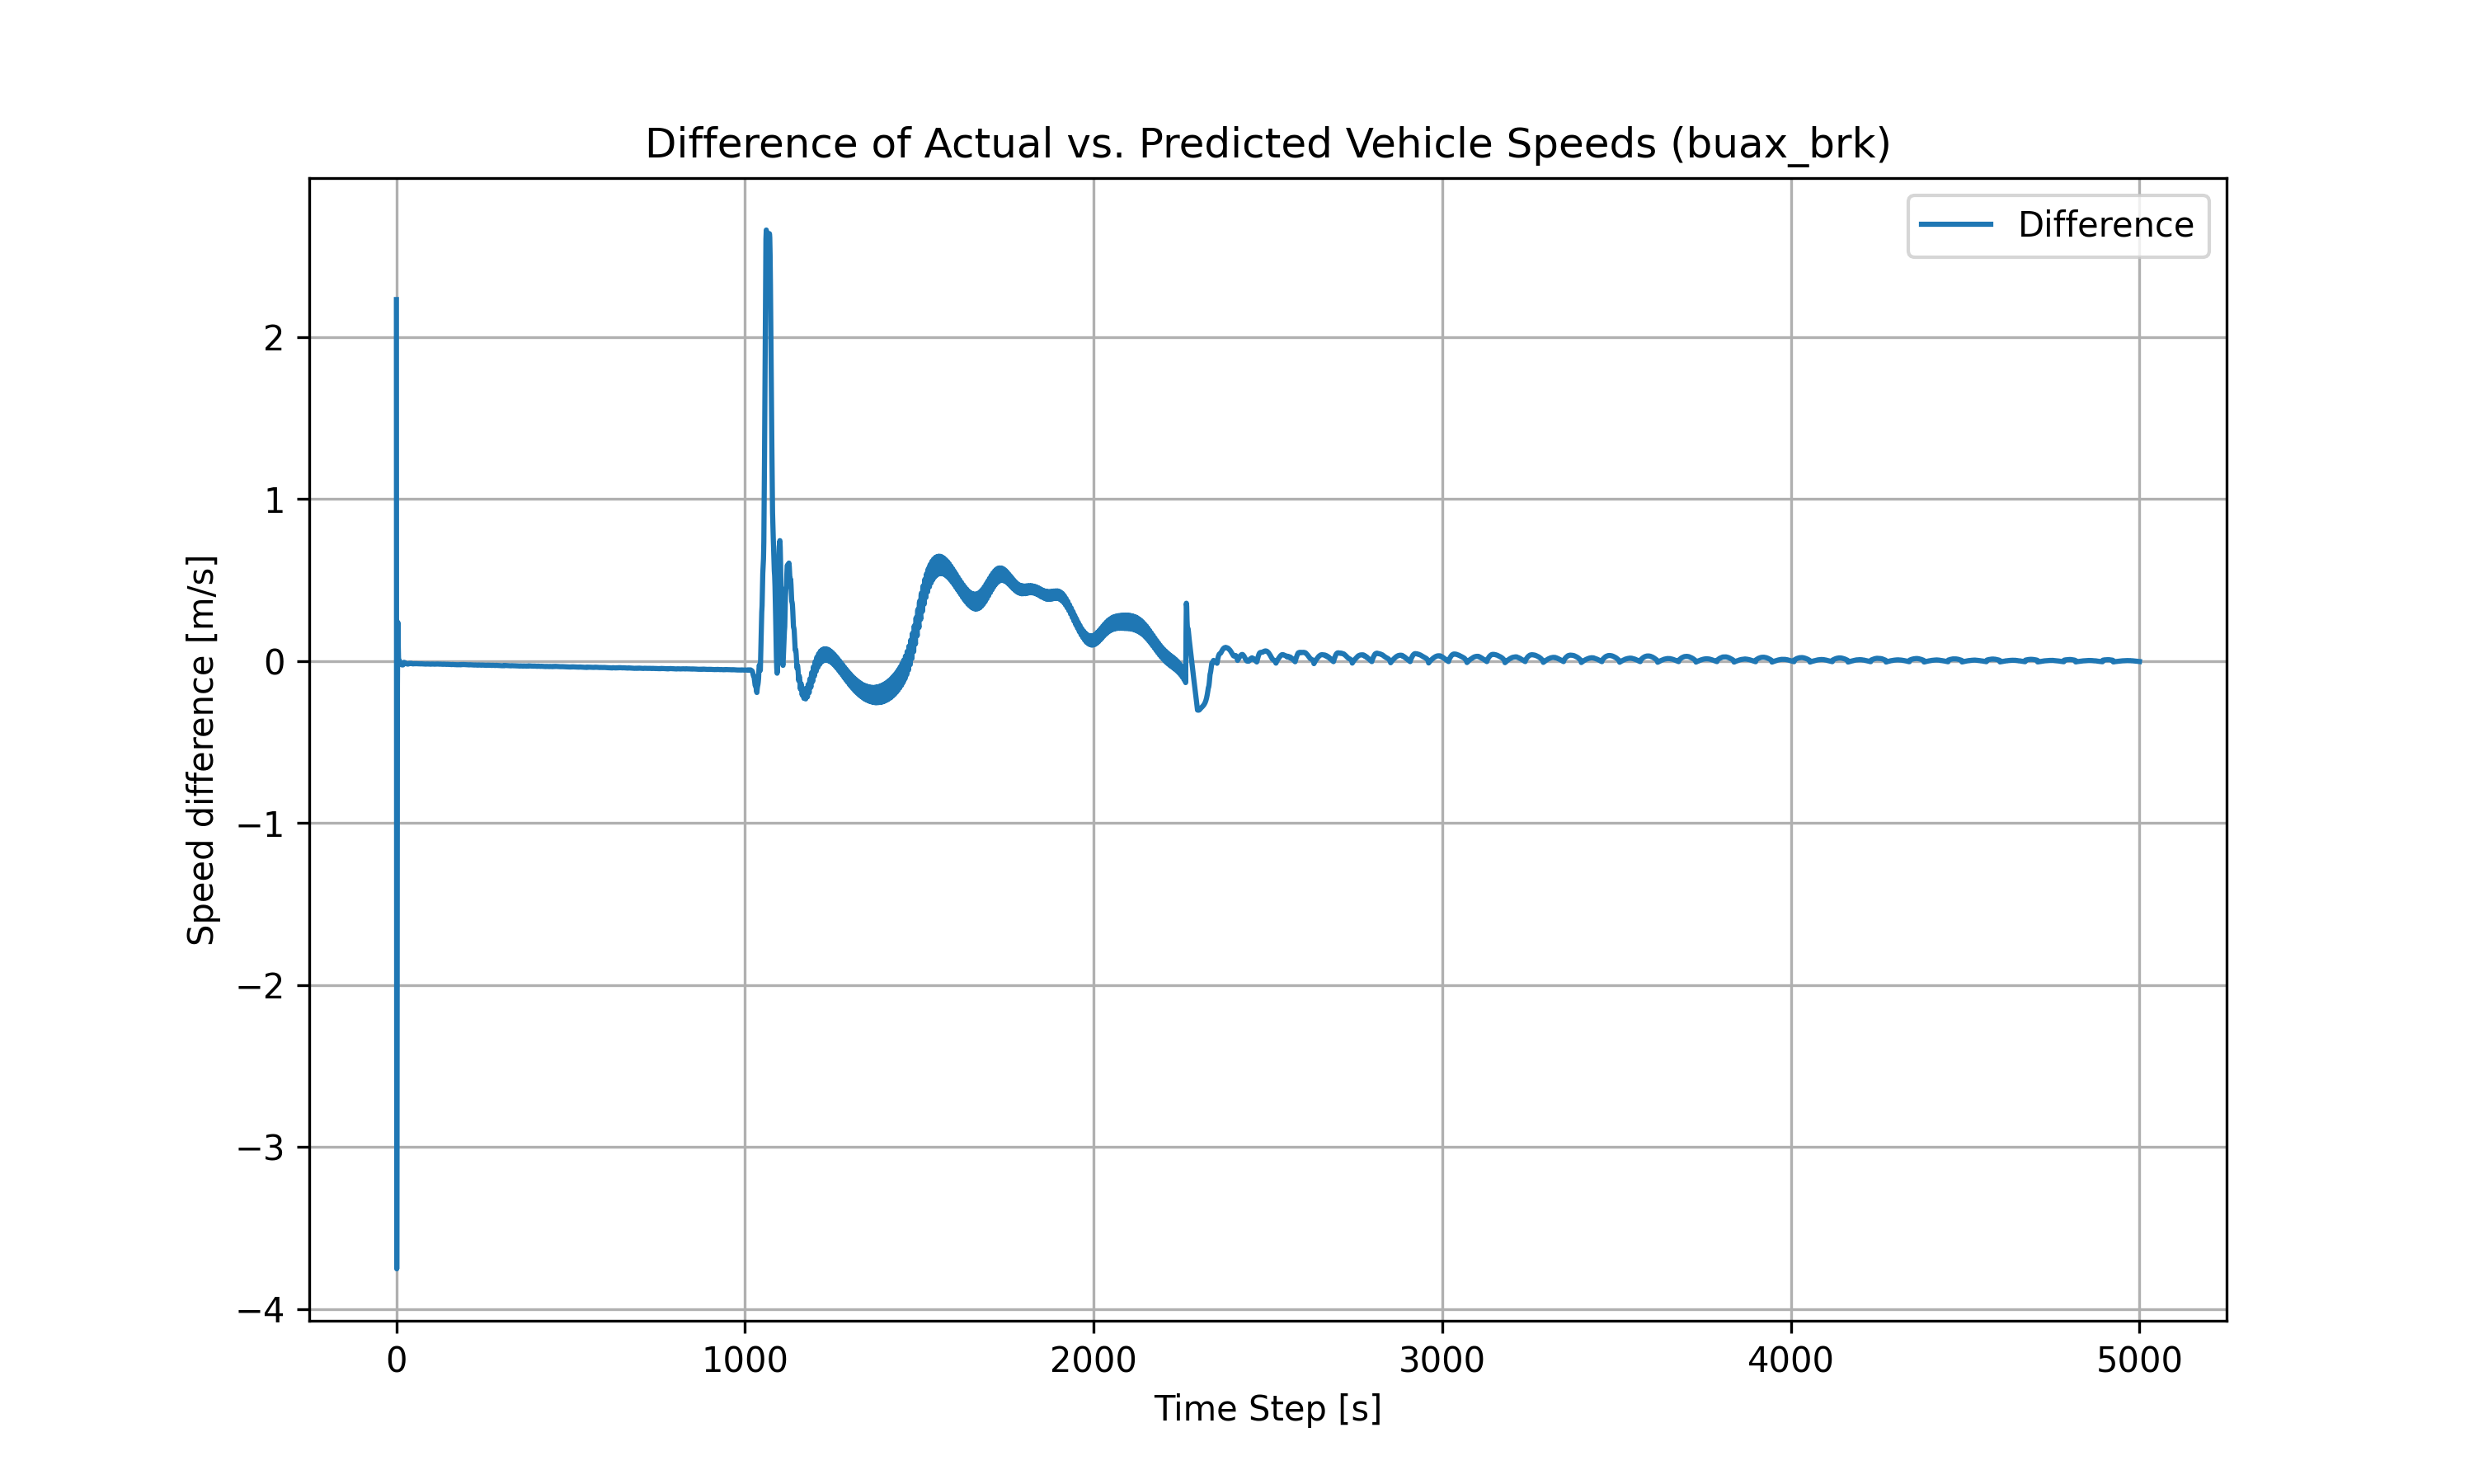 Difference of Actual vs. Predicted Vehicle Speeds (buax_brk)
Difference
Speed difference [m/s]
2
1
0
−1
−2
−3
−4
0 1000 2000 3000 4000 5000
Time Step [s]